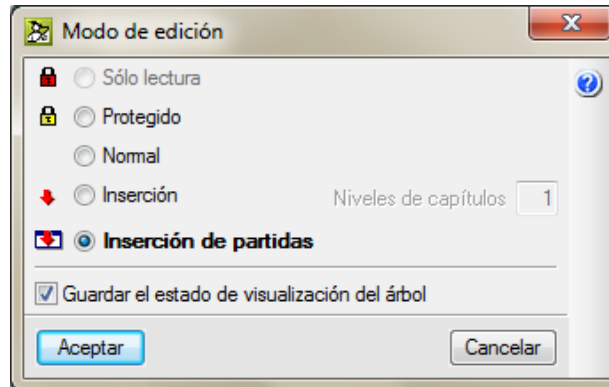 Modo de edición
Sólo lectura
Protegido
Normal
Inserción Niveles de capítulos 1
Inserción de partidas
Guardar el estado de visualización del árbol
Aceptar Cancelar